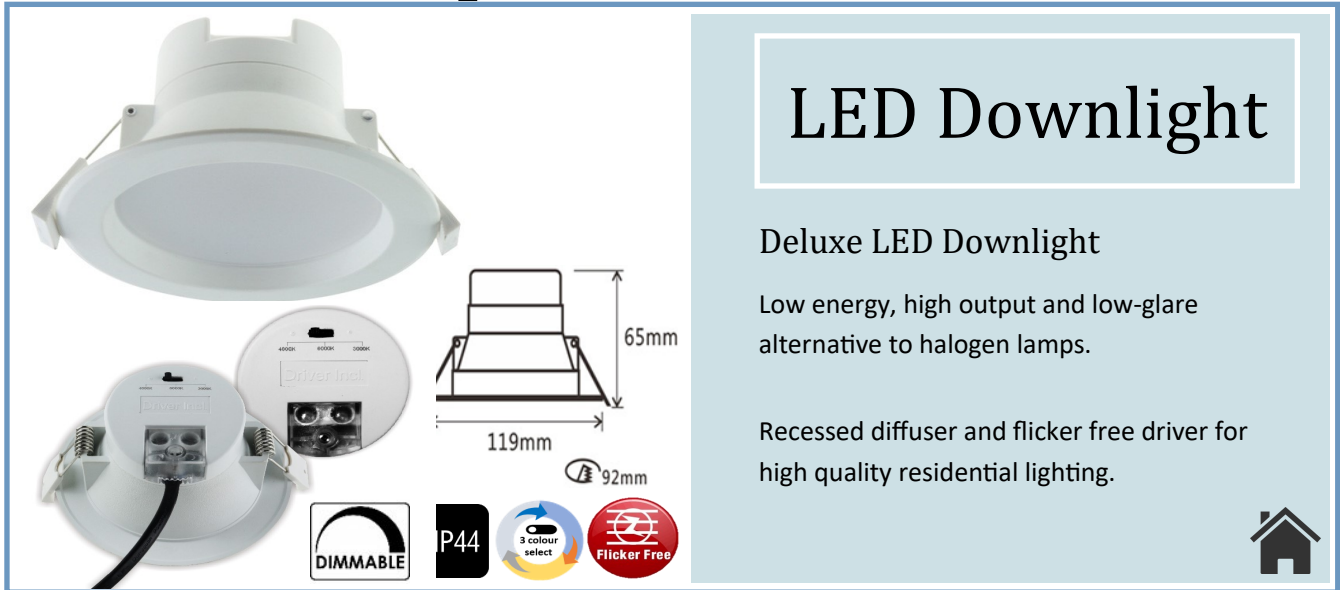 LED Downlight
Deluxe LED Downlight
Low energy, high output and low-glare
alternative to halogen lamps.
Recessed diffuser and flicker free driver for
high quality residential lighting.
65mm
119mm
92mm
4000K 6000K 3000K
Driver Incl.
Driver Incl.
DIMMABLE
IP44
3 colour
select
Flicker Free